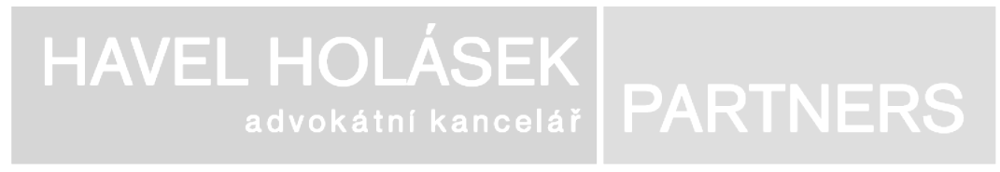 HAVEL HOLÁSEK
advokátní kancelář
PARTNERS